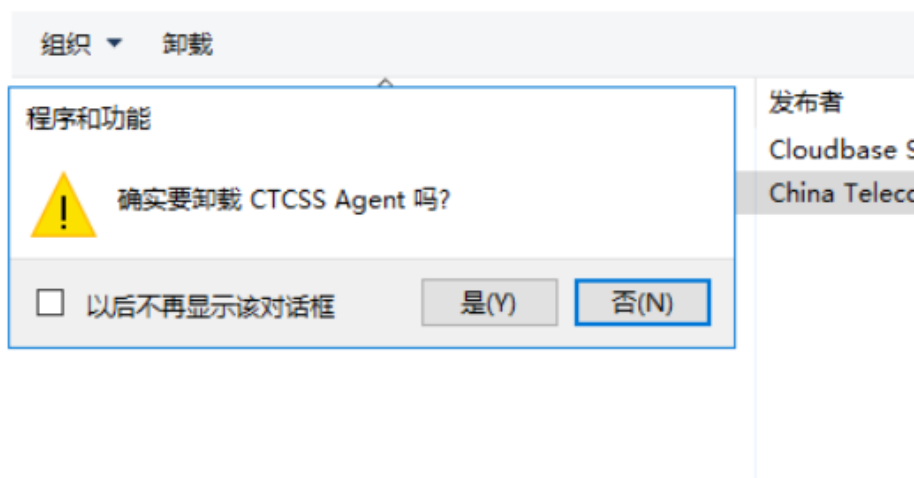 组织 卸载
发布者
Cloudbase
China
程序和功能
确实要卸载 CTCSS Agent 吗?
以后不再显示该对话框
是(Y) 否(N)